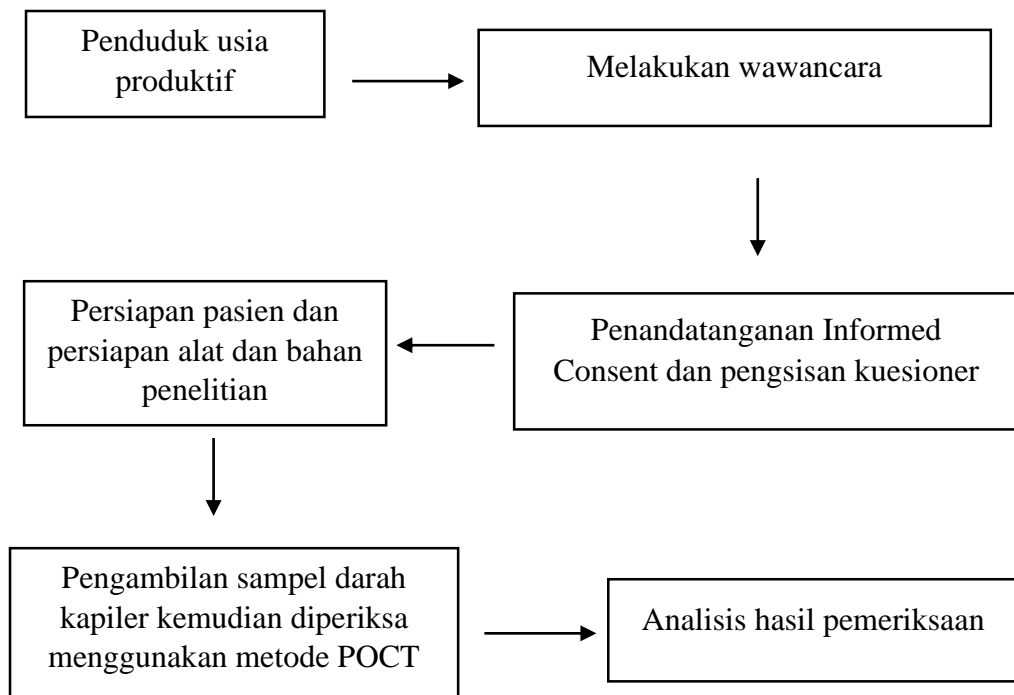 Penduduk usia
produktif
Melakukan wawancara
Penandatanganan Informed
Consent dan pengsisan kuesioner
Persiapan pasien dan
persiapan alat dan bahan
penelitian
Pengambilan sampel darah
kapiler kemudian diperiksa
menggunakan metode POCT
Analisis hasil pemeriksaan